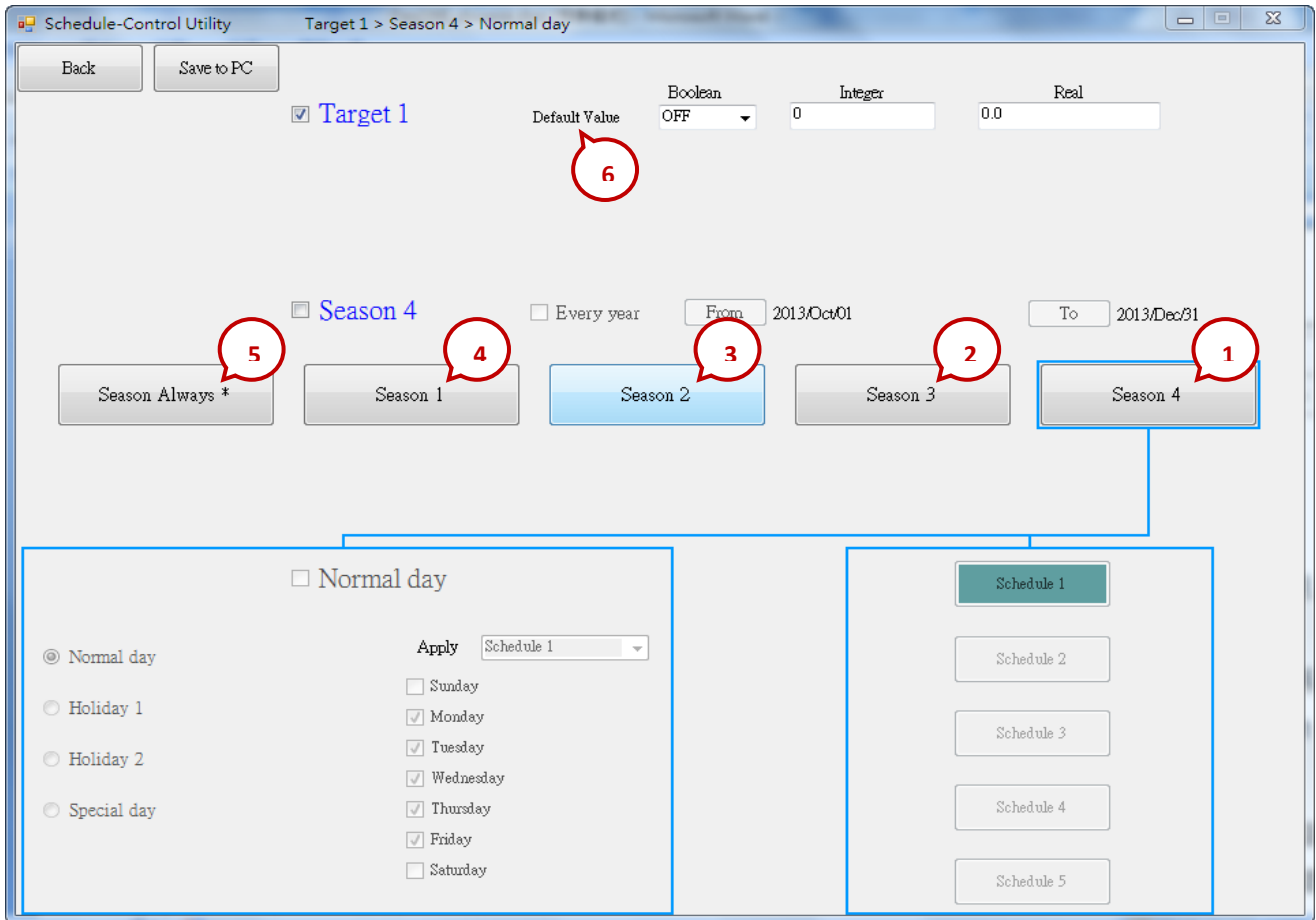 Schedule-Control Utility Target 1 > Season 4 > Normal day
Back Save to PC
Boolean Integer Real
Target 1 Default Value OFF 0 0.0
6
Season 4 Every year From 2013/Oct/01 To 2013/Dec/31
5 4 3 2 1
Season Always * Season 1 Season 2 Season 3 Season 4
Normal day
Schedule 1
Apply Schedule 1
Normal day
Schedule 2
Sunday
Holiday 1
Monday
Schedule 3
Tuesday
Holiday 2
Wednesday
Special day
Thursday
Schedule 4
Friday
Saturday
Schedule 5